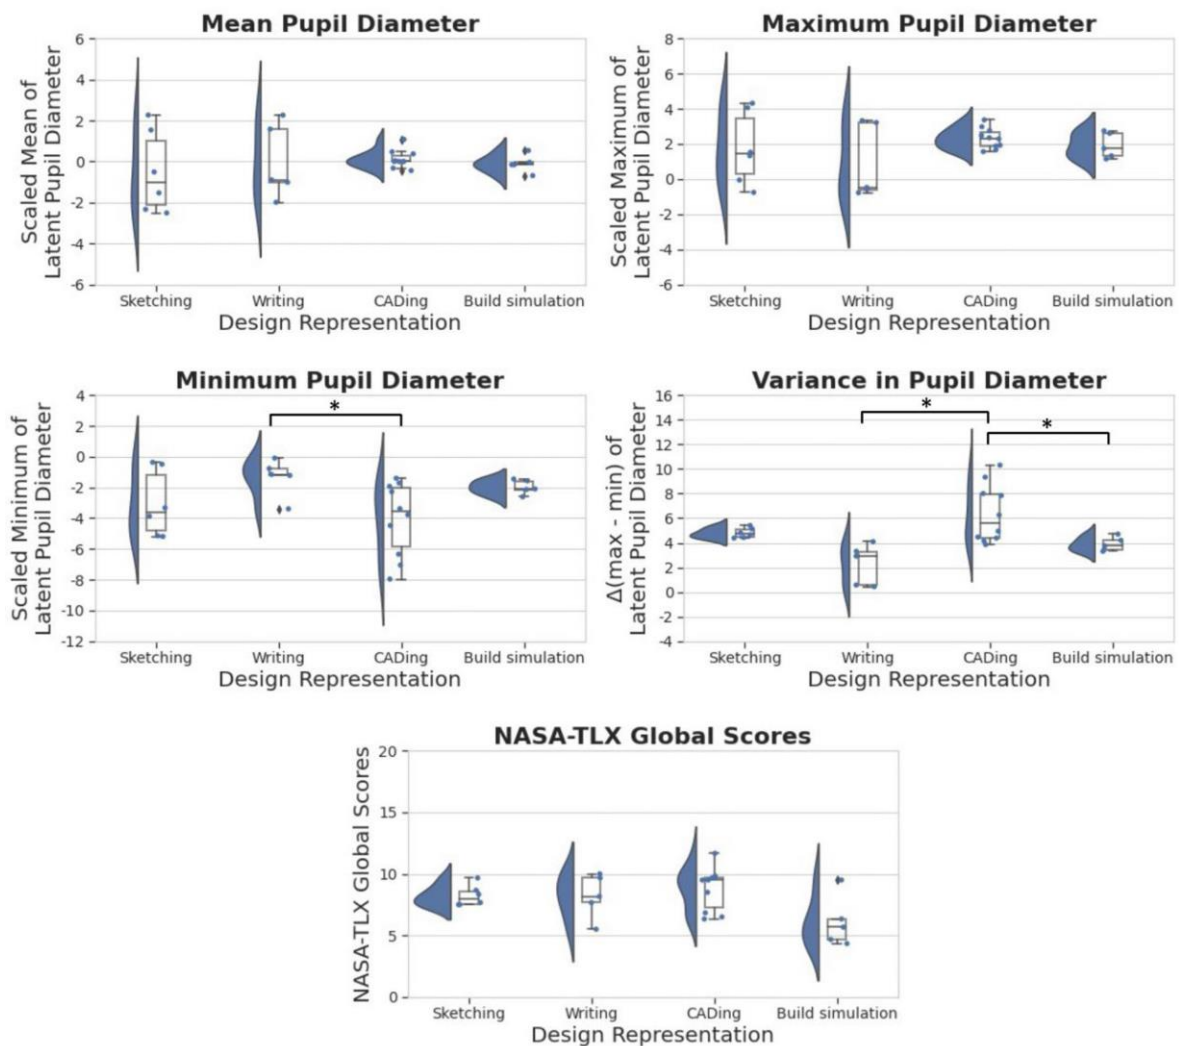 Mean Pupil Diameter
Scaled Mean of
Latent Pupil Diameter
6
4
2
0
-2
-4
-6
Sketching Writing CADing Build simulation
Design Representation
Maximum Pupil Diameter
Scaled Maximum of
Latent Pupil Diameter
8
6
4
2
0
-2
-4
-6
Sketching Writing CADing Build simulation
Design Representation
Minimum Pupil Diameter
Scaled Minimum of
Latent Pupil Diameter
4
2
0
-2
-4
-6
-8
-10
-12
*
Sketching Writing CADing Build simulation
Design Representation
Variance in Pupil Diameter
Δ(max - min) of
Latent Pupil Diameter
16
14
12
10
8
6
4
2
0
-2
-4
*
*
Sketching Writing CADing Build simulation
Design Representation
NASA-TLX Global Scores
NASA-TLX Global Scores
20
15
10
5
0
Sketching Writing CADing Build simulation
Design Representation